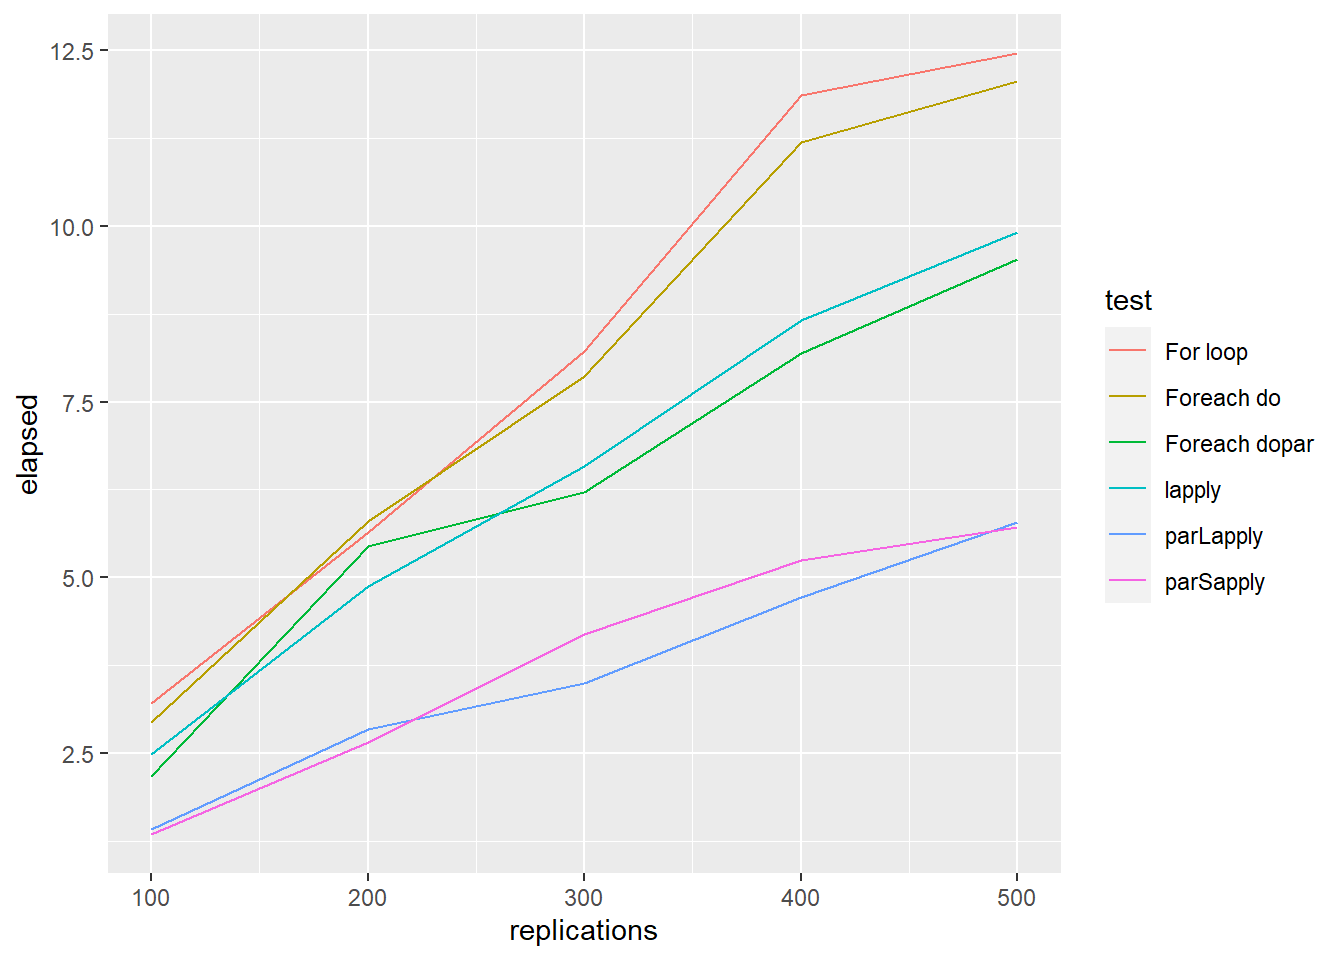 12.5
10.0
7.5
5.0
2.5
elapsed
100 200 300 400 500
replications
test
For loop
Foreach do
Foreach dopar
lapply
parLapply
parSapply